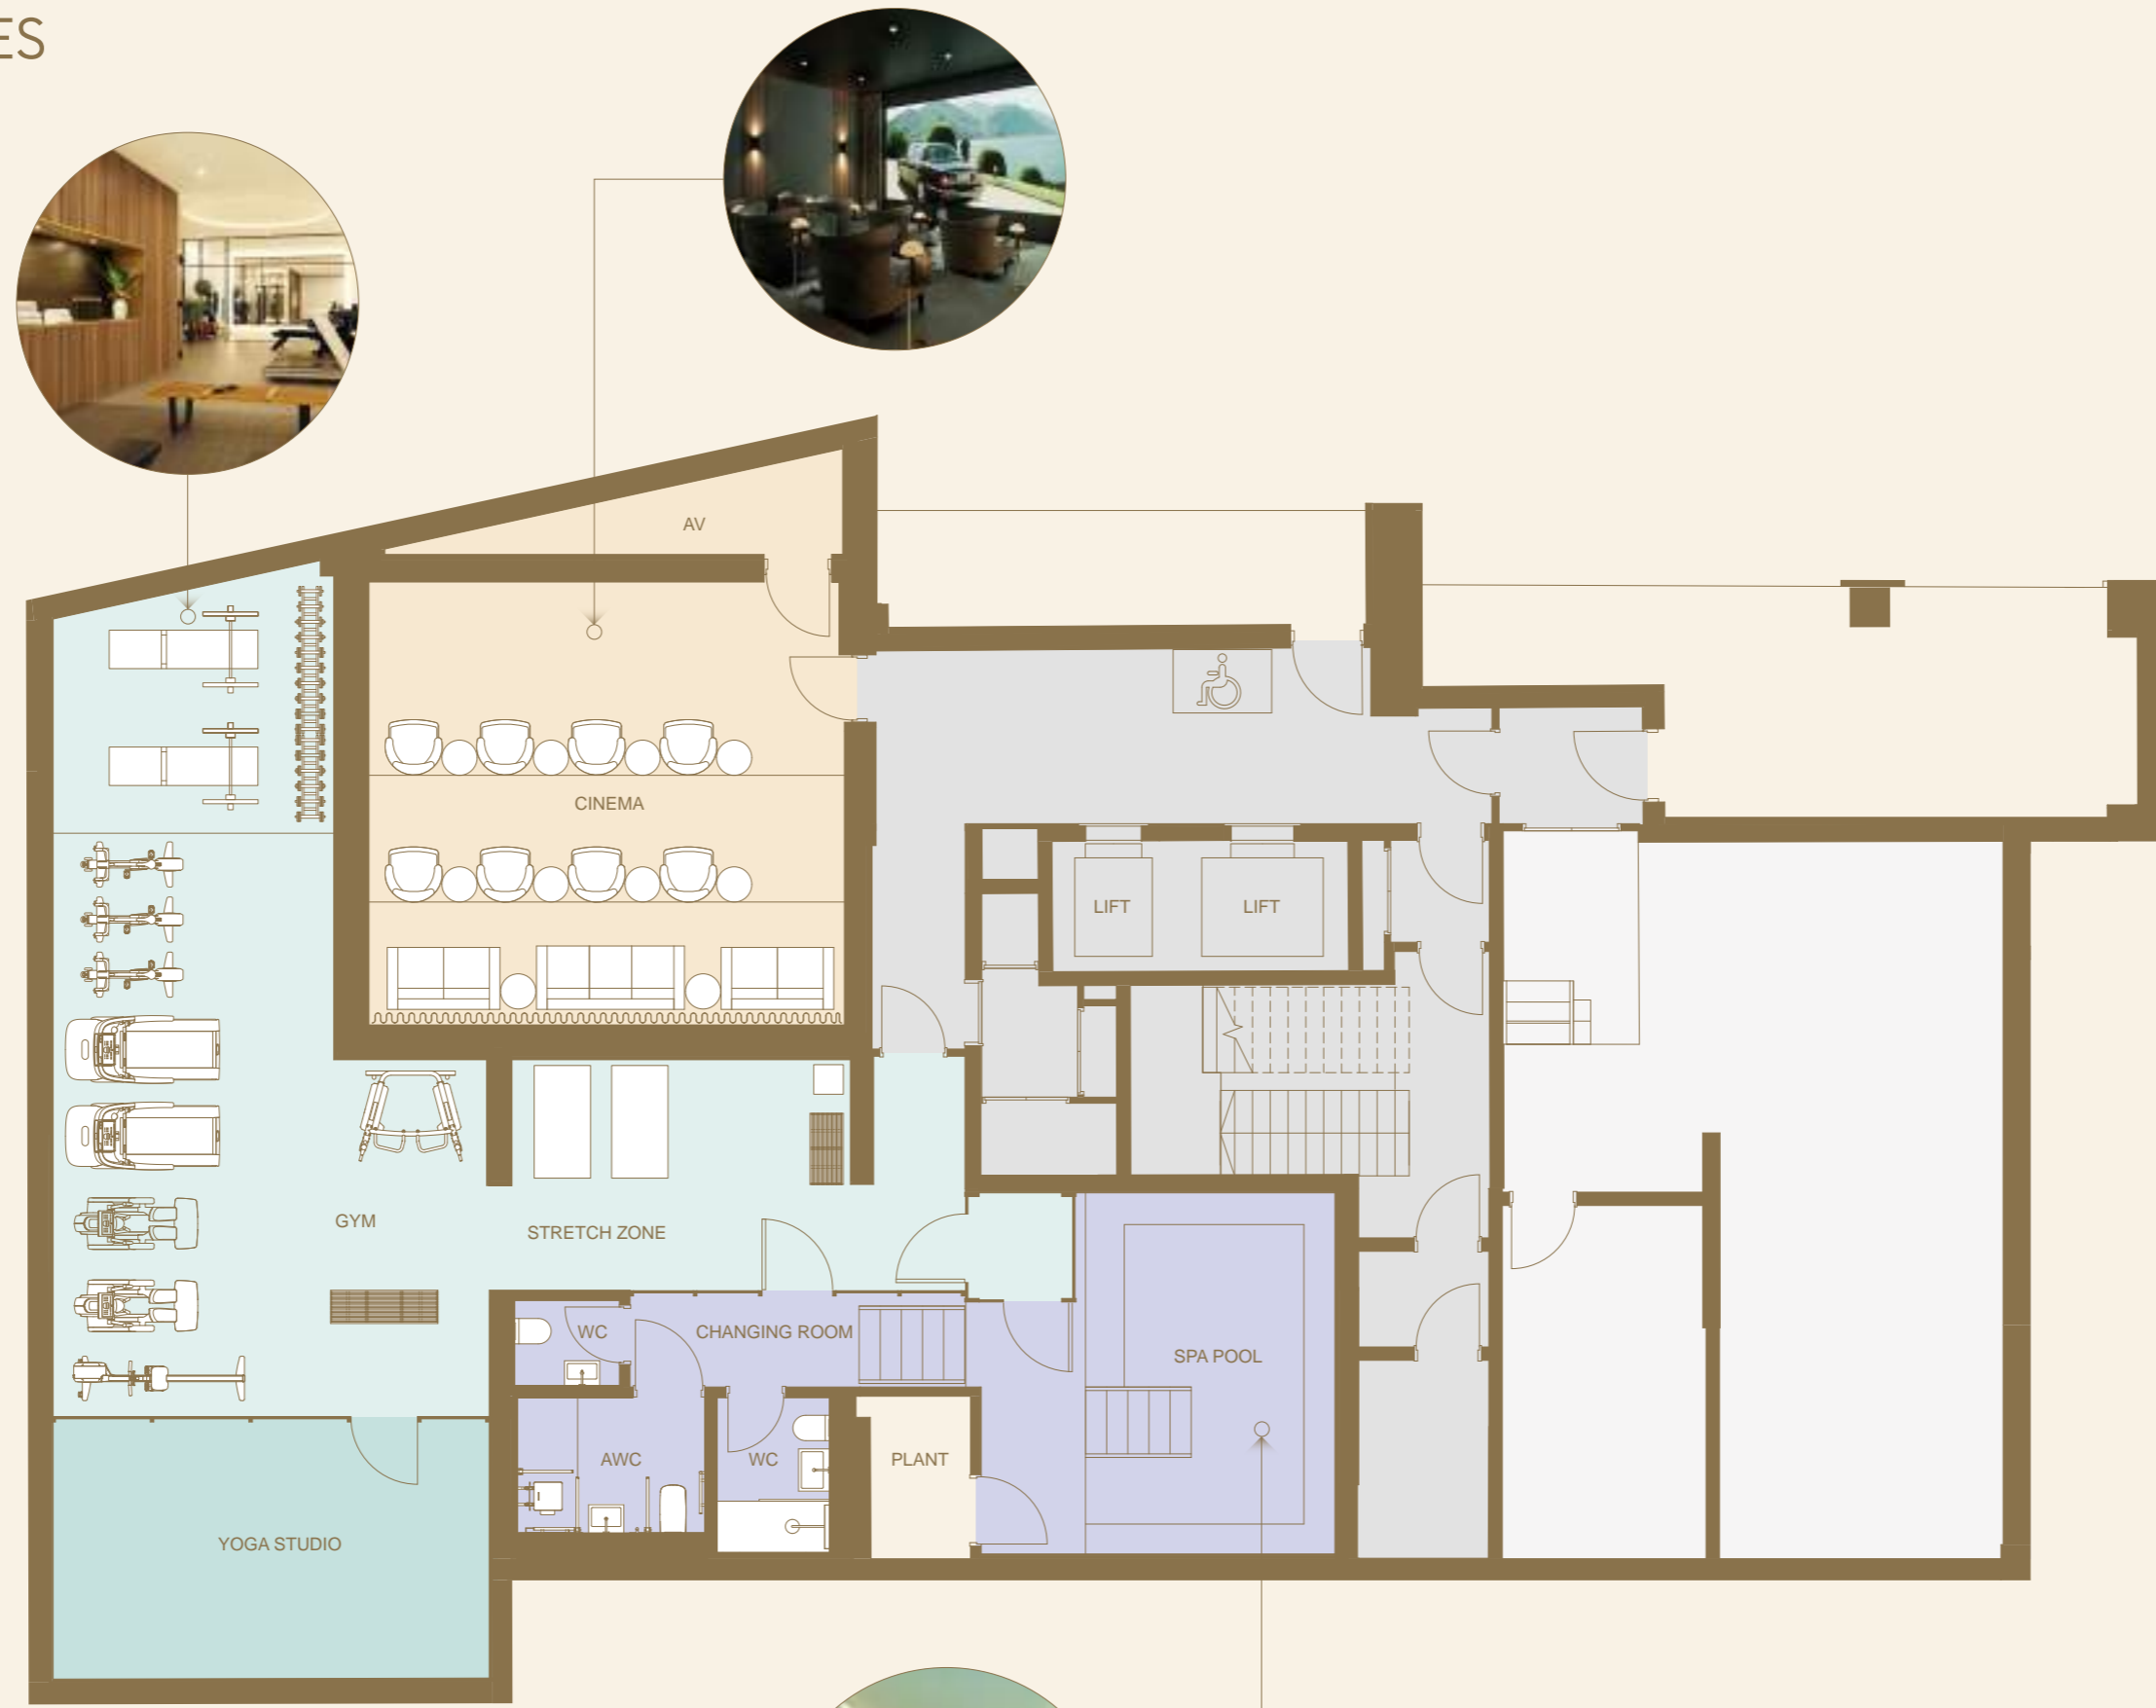 ES
AV
CINEMA
LIFT
LIFT
GYM
STRETCH ZONE
WC
CHANGING ROOM
SPA POOL
AWC
WC
PLANT
YOGA STUDIO